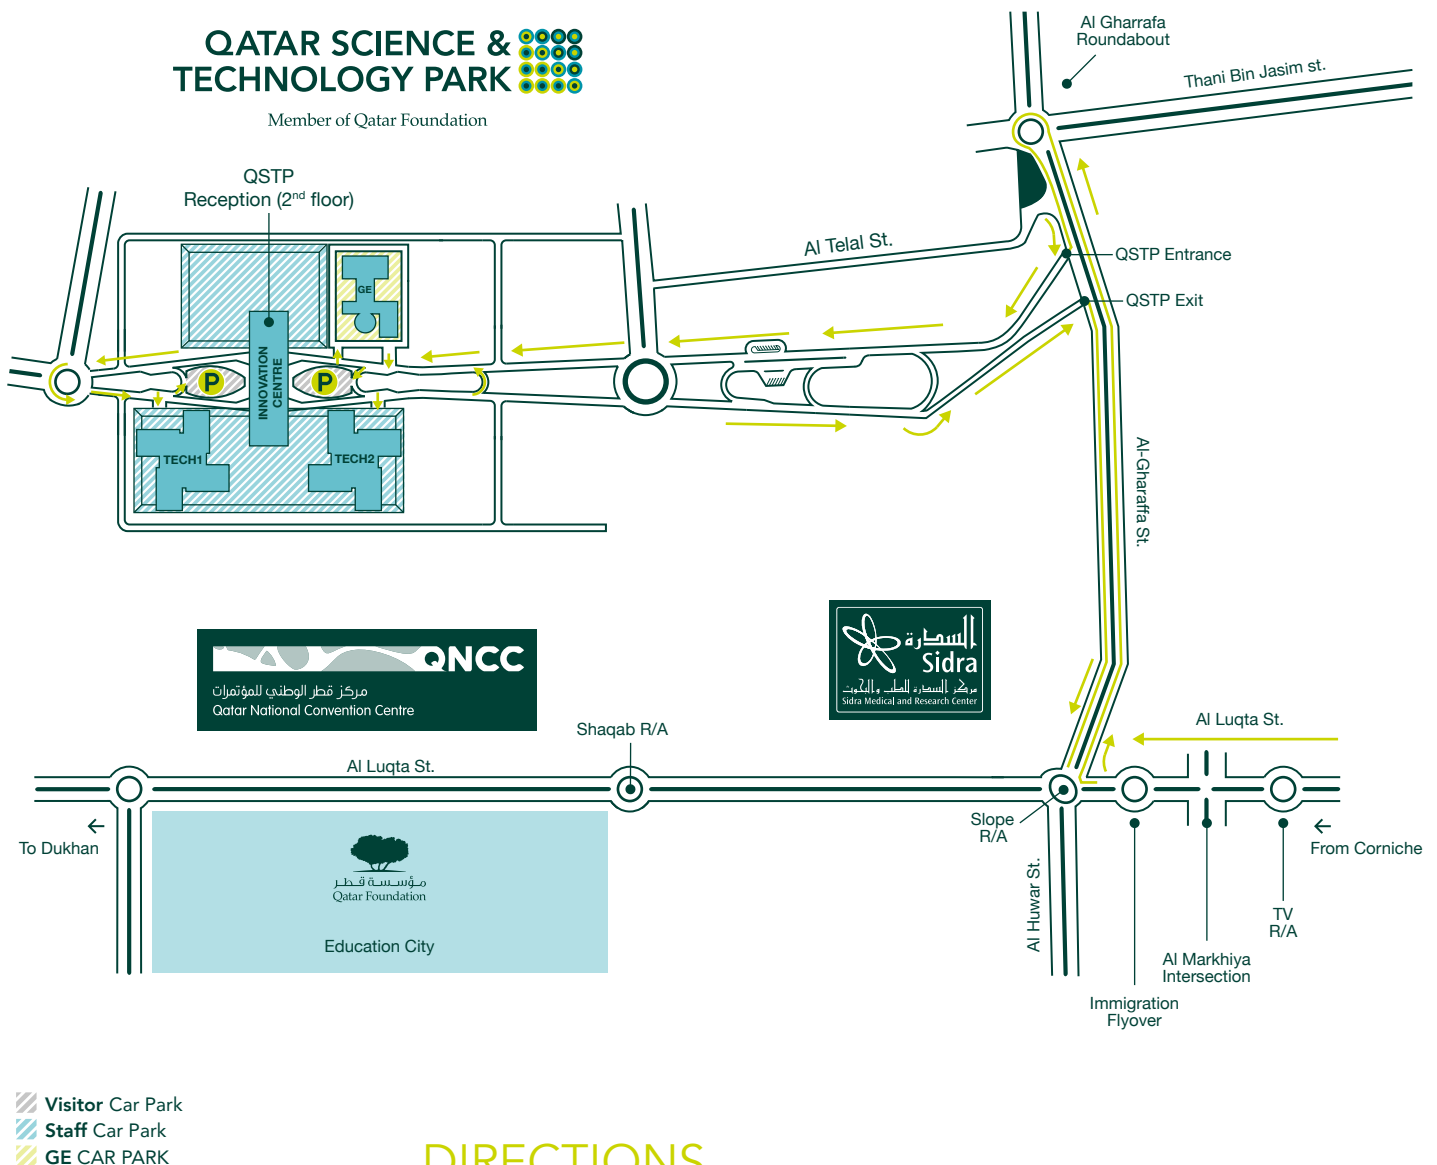 QATAR SCIENCE &
TECHNOLOGY PARK
Member of Qatar Foundation
Al Gharrafa
Roundabout
Thani Bin Jasim st.
QSTP
Reception (2nd floor)
Al Telal St.
QSTP Entrance
QSTP Exit
GE
INNOVATION
CENTRE
P
P
TECH1
TECH2
Al-Gharaffa St.
QNCC
مركز قطر الوطني للمؤتمرات
Qatar National Convention Centre
السدرة
Sidra
مركز السدرة للطب والبحوث
Sidra Medical and Research Center
Shaqab R/A
Al Luqta St.
Al Luqta St.
To Dukhan
Slope
R/A
From Corniche
مؤسسة قطر
Qatar Foundation
Education City
Al Huwar St.
TV
R/A
Al Markhiya
Intersection
Immigration
Flyover
Visitor Car Park
Staff Car Park
GE CAR PARK
DIRECTIONS